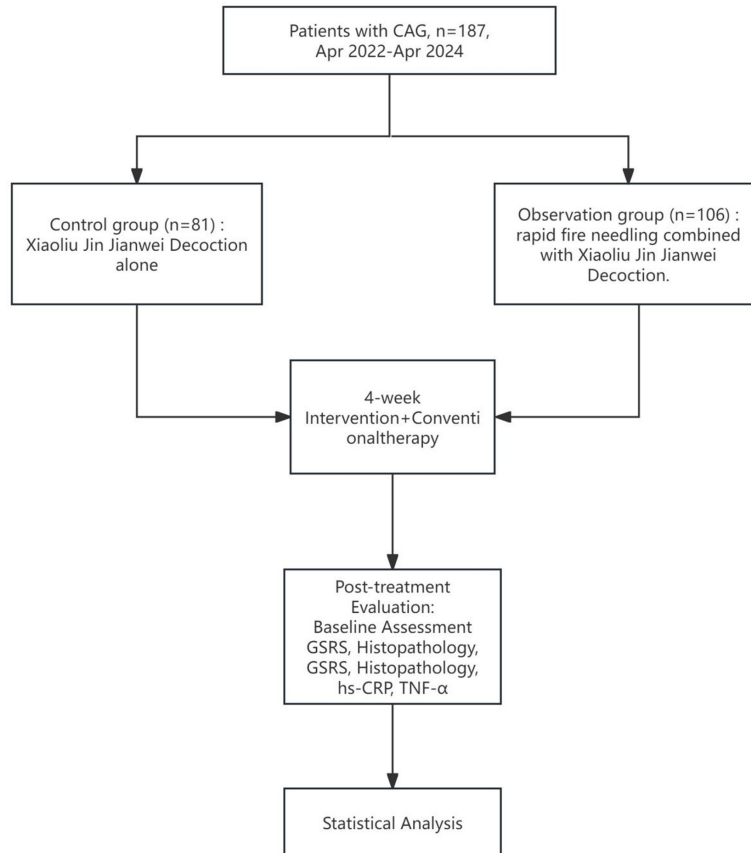 Patients with CAG, n=187,
Apr 2022-Apr 2024
Control group (n=81) :
Xiaoliu Jin Jianwei Decoction
alone
Observation group (n=106) :
rapid fire needling combined
with Xiaoliu Jin Jianwei
Decoction.
4-week
Intervention+Conventi
onaltherapy
Post-treatment
Evaluation:
Baseline Assessment
GSRS, Histopathology,
GSRS, Histopathology,
hs-CRP, TNF-α
Statistical Analysis